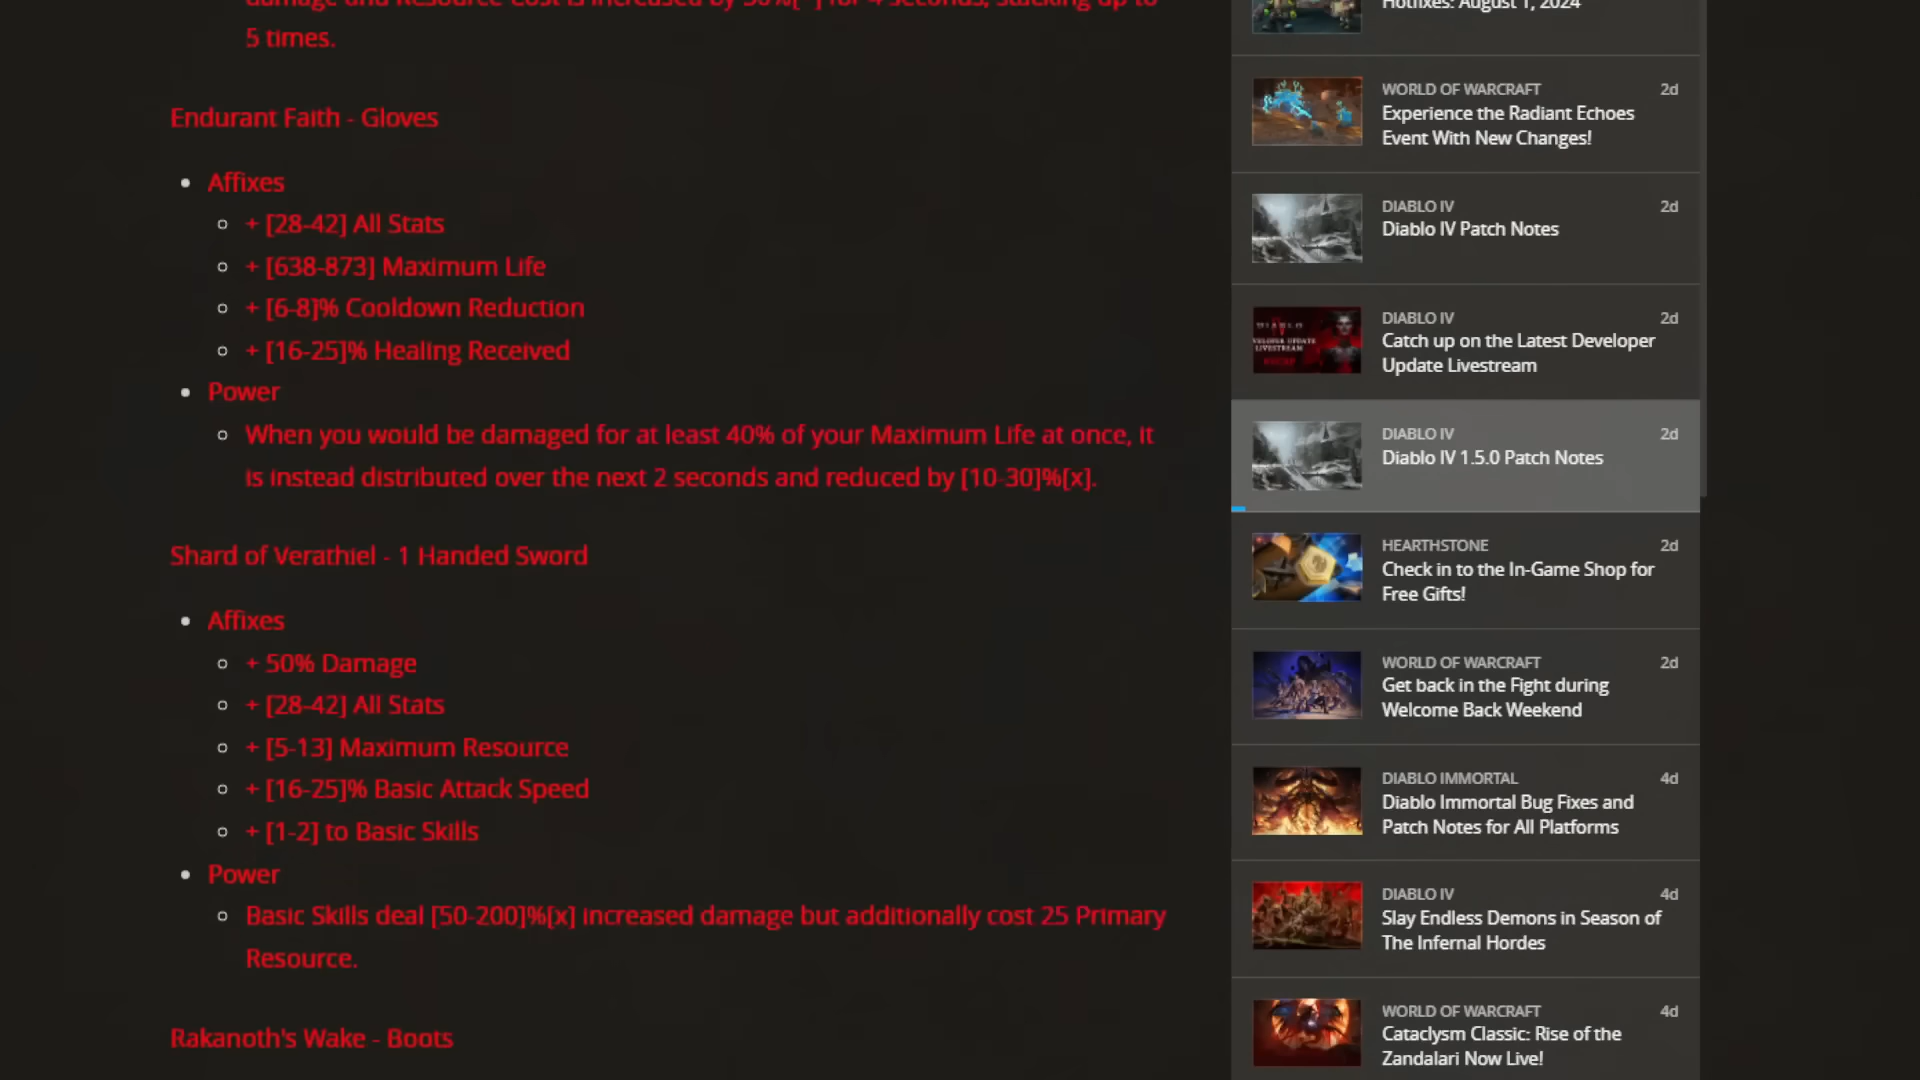 5 times.
Endurant Faith - Gloves
Affixes
+ [28-42] All Stats
+ [638-873] Maximum Life
+ [6-8]% Cooldown Reduction
+ [16-25]% Healing Received
Power
When you would be damaged for at least 40% of your Maximum Life at once, it
is instead distributed over the next 2 seconds and reduced by [10-30]%[x].
Shard of Verathiel - 1 Handed Sword
Affixes
+ 50% Damage
+ [28-42] All Stats
+ [5-13] Maximum Resource
+ [16-25]% Basic Attack Speed
+ [1-2] to Basic Skills
Power
Basic Skills deal [50-200]%[x] increased damage but additionally cost 25 Primary
Resource.
Rakanoth's Wake - Boots
Hotfixes: August 1, 2024
WORLD OF WARCRAFT 2d
Experience the Radiant Echoes
Event With New Changes!
DIABLO IV 2d
Diablo IV Patch Notes
DIABLO IV 2d
Catch up on the Latest Developer
Update Livestream
DIABLO IV 2d
Diablo IV 1.5.0 Patch Notes
HEARTHSTONE 2d
Check in to the In-Game Shop for
Free Gifts!
WORLD OF WARCRAFT 2d
Get back in the Fight during
Welcome Back Weekend
DIABLO IMMORTAL 4d
Diablo Immortal Bug Fixes and
Patch Notes for All Platforms
DIABLO IV 4d
Slay Endless Demons in Season of
The Infernal Hordes
WORLD OF WARCRAFT 4d
Cataclysm Classic: Rise of the
Zandalari Now Live!